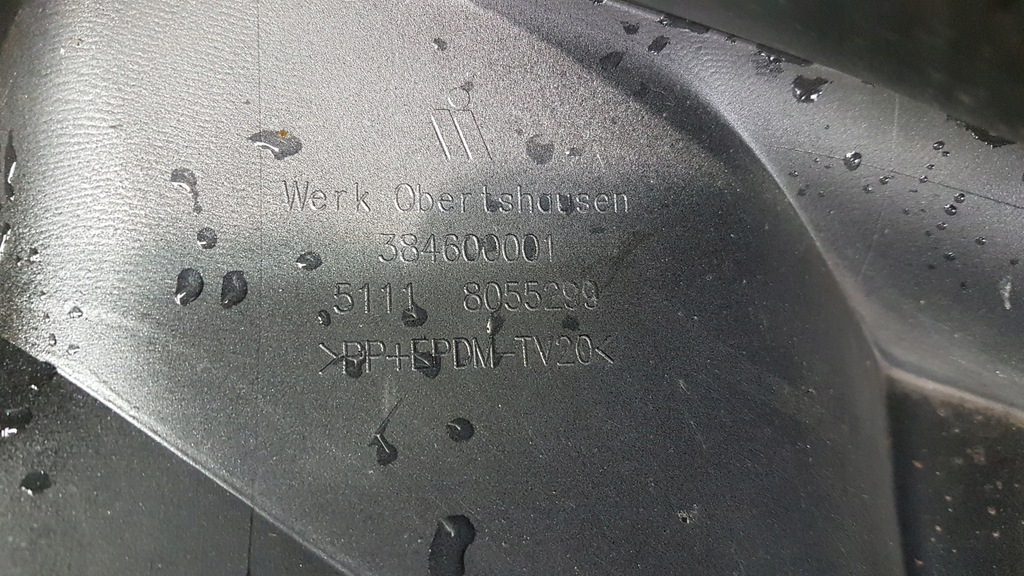 Werk Obertshausen
384600001
5111 8055299
>PP+EPDM-TV20<